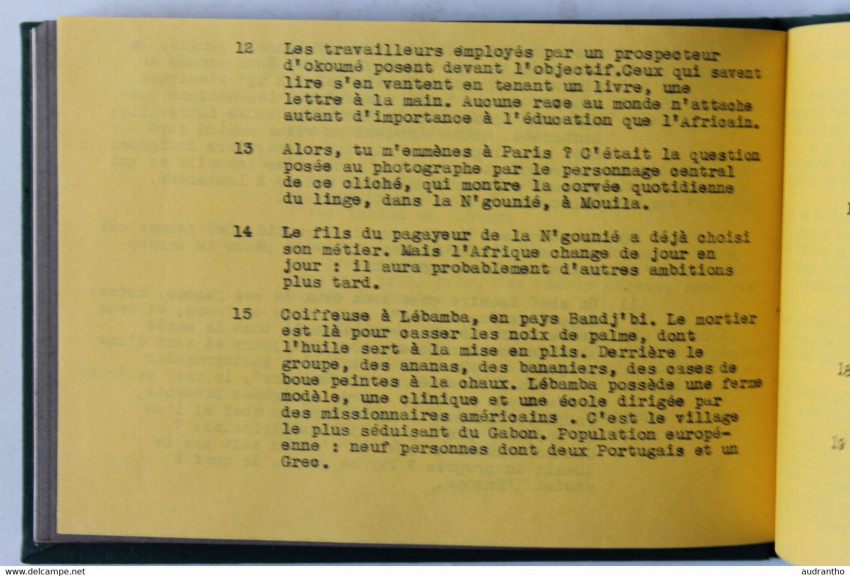 12 Les travailleurs employés par un prospecteur
d'okoumé posent devant l'objectif.Ceux qui savent
lire s'en vantent en tenant un livre, une
lettre à la main. Aucune race au monde n'attache
autant d'importance à l'éducation que l'Africain.
13 Alors, tu m'emmènes à Paris ? C'était la question
posée au photographe par le personnage central
de ce cliché, qui montre la corvée quotidienne
du linge, dans la N'gounié, à Mouila.
14 Le fils du pagayeur de la N'gounié a déjà choisi
son métier. Mais l'Afrique change de jour en
jour : il aura probablement d'autres ambitions
plus tard.
15 Coiffeuse à Lébamba, en pays Bandj'bi. Le mortier
est là pour casser les noix de palme, dont
l'huile sert à la mise en plis. Derrière le
groupe, des ananas, des bananiers, des cases de
boue peintes à la chaux. Lébamba possède une ferme
modèle, une clinique et une école dirigée par
des missionnaires américains . C'est le village
le plus séduisant du Gabon. Population europé-
enne : neuf personnes dont deux Portugais et un
Grec.
www.delcampe.net
audrantho